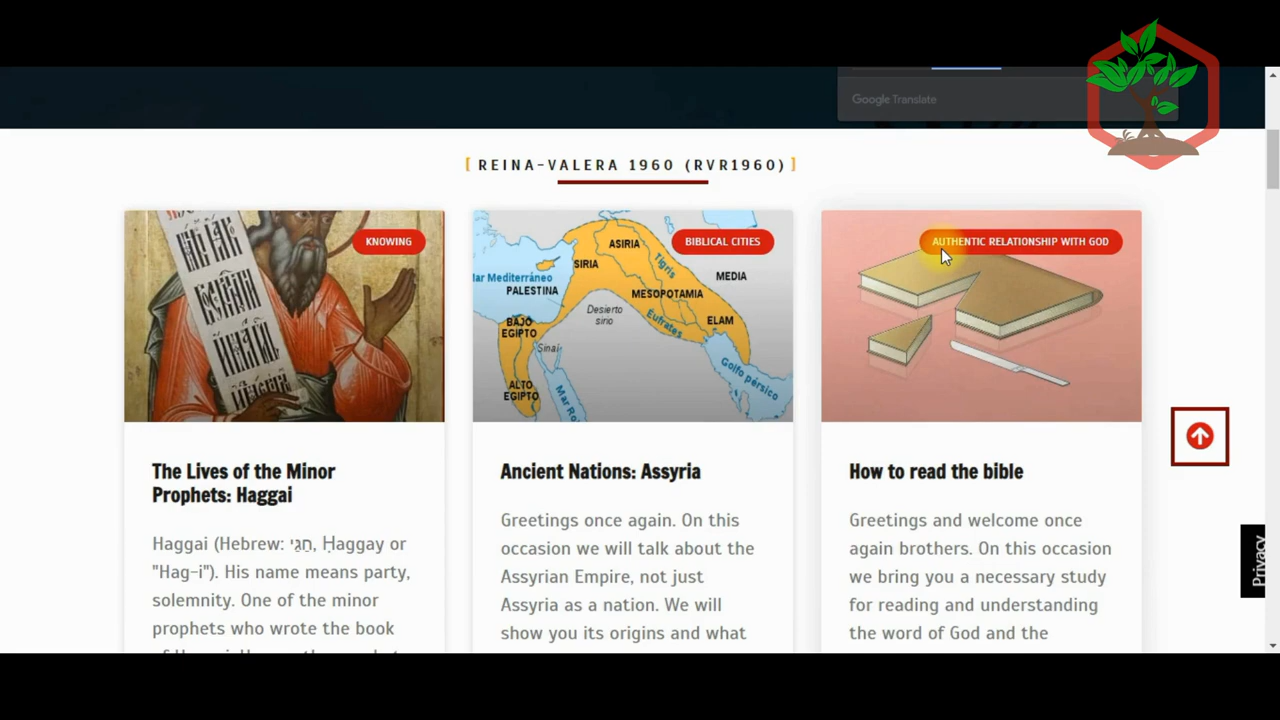 Google Translate
[ REINA-VALERA 1960 (RVR1960) ]
KNOWING
BIBLICAL CITIES
ASIRIA
SIRIA
Tigris
Mar Mediterráneo
PALESTINA
MEDIA
MESOPOTAMIA
Desierto
sirio
Éufrates
ELAM
BAJO
EGIPTO
Sinaí
ALTO
EGIPTO
Mar Ro
Golfo pérsico
AUTHENTIC RELATIONSHIP WITH GOD
The Lives of the Minor
Prophets: Haggai
Haggai (Hebrew: חַגַּי, Ḥaggay or
"Hag-i"). His name means party,
solemnity. One of the minor
prophets who wrote the book
Ancient Nations: Assyria
Greetings once again. On this
occasion we will talk about the
Assyrian Empire, not just
Assyria as a nation. We will
show you its origins and what
How to read the bible
Greetings and welcome once
again brothers. On this occasion
we bring you a necessary study
for reading and understanding
the word of God and the
Privacy